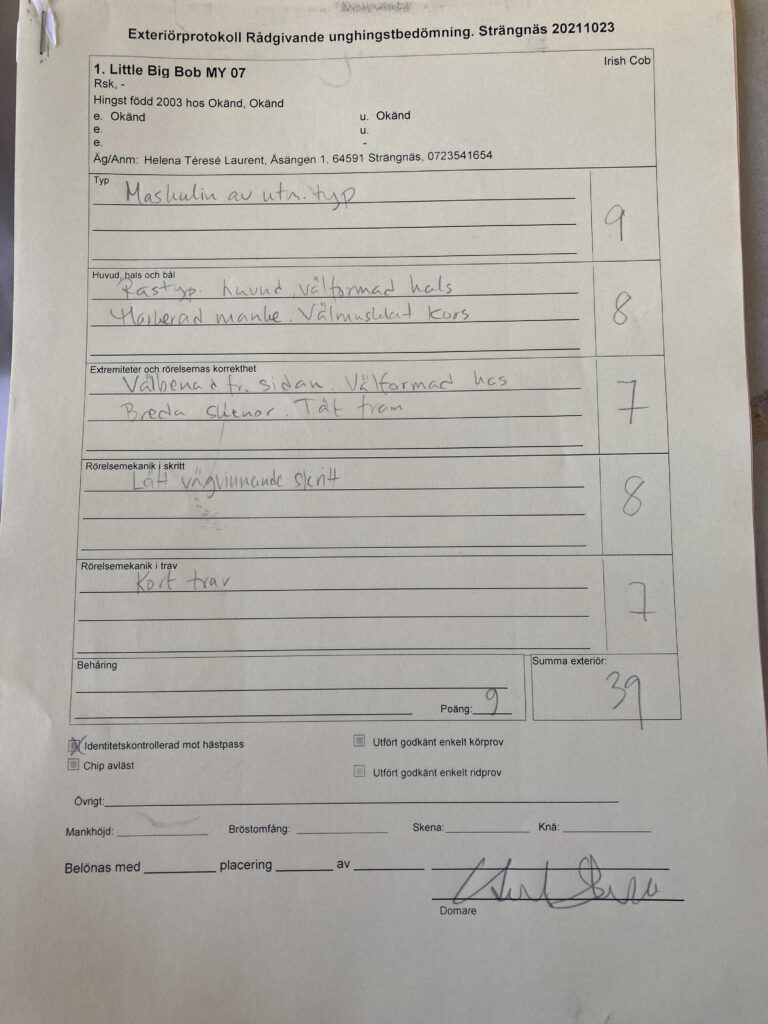 Exteriörprotokoll Rådgivande unghingstbedömning. Strängnäs 20211023
1. Little Big Bob MY 07 Irish Cob
Rsk, -
Hingst född 2003 hos Okänd, Okänd
e. Okänd u. Okänd
e. u.
e. -
Äg/Anm: Helena Téresé Laurent, Åsängen 1, 64591 Strängnäs, 0723541654
Typ
Maskulin av utm. typ
9
Huvud, hals och bål
Rastyp. huvud, välformad hals
Markerad manke. Välmusklat kors
8
Extremiteter och rörelsernas korrekthet
Välbenad fr. sidan. Välformad has
Breda skenor. Tåt fram
7
Rörelsemekanik i skritt
Lätt vägvinnande skritt
8
Rörelsemekanik i trav
Kort trav
7
Behåring
Poäng: 9
Summa exteriör:
39
Identitetskontrollerad mot hästpass Utfört godkänt enkelt körprov
Chip avläst Utfört godkänt enkelt ridprov
Övrigt:
Mankhöjd: Bröstomfång: Skena: Knä:
Belönas med placering av
Domare